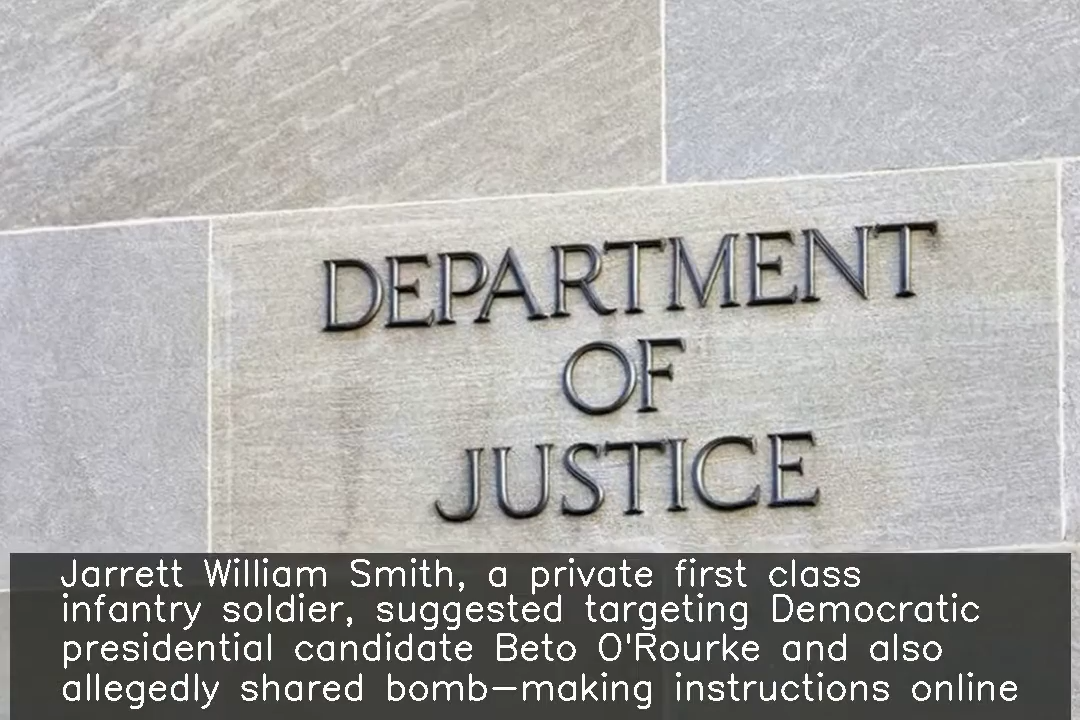 DEPARTMENT
OF
JUSTICE
Jarrett William Smith, a private first class
infantry soldier, suggested targeting Democratic
presidential candidate Beto O'Rourke and also
allegedly shared bomb-making instructions online